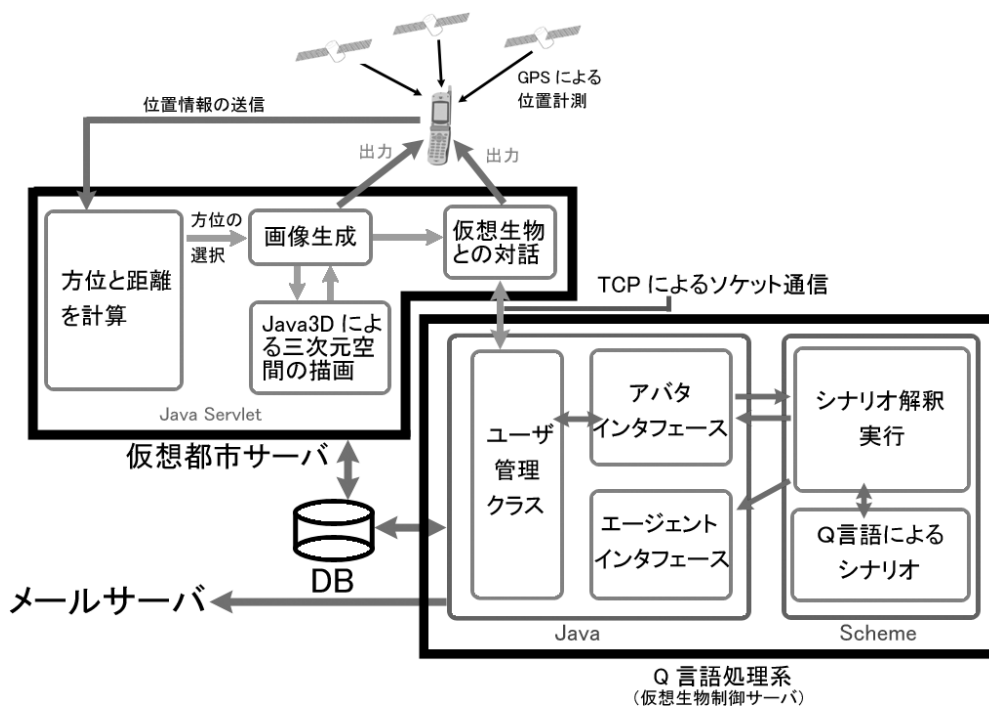 GPS による
位置計測
位置情報の送信
出力
出力
方位と距離
を計算
方位の
選択
画像生成
仮想生物
との対話
Java3D によ
る三次元空
間の描画
Java Servlet
仮想都市サーバ
TCP によるソケット通信
ユーザ
管理
クラス
アバタ
インタフェース
エージェント
インタフェース
Java
シナリオ解釈
実行
Q言語による
シナリオ
Scheme
DB
メールサーバ
Q 言語処理系
(仮想生物制御サーバ)